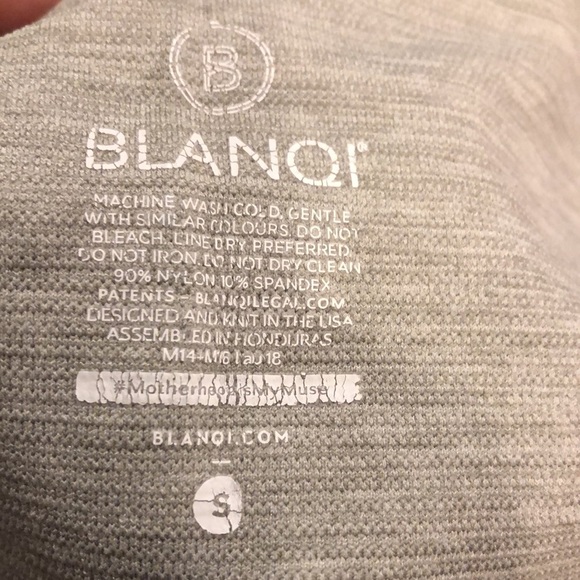 B
BLANQI
MACHINE WASH COLD, GENTLE
WITH SIMILAR COLOURS. DO NOT
BLEACH. LINE DRY PREFERRED.
DO NOT IRON. DO NOT DRY CLEAN
90% NYLON 10% SPANDEX
PATENTS – BLANQILEGAL.COM
DESIGNED AND KNIT IN THE USA
ASSEMBLED IN HONDURAS
18
#MotherhoodIsMyMuse
BLANQI.COM
S